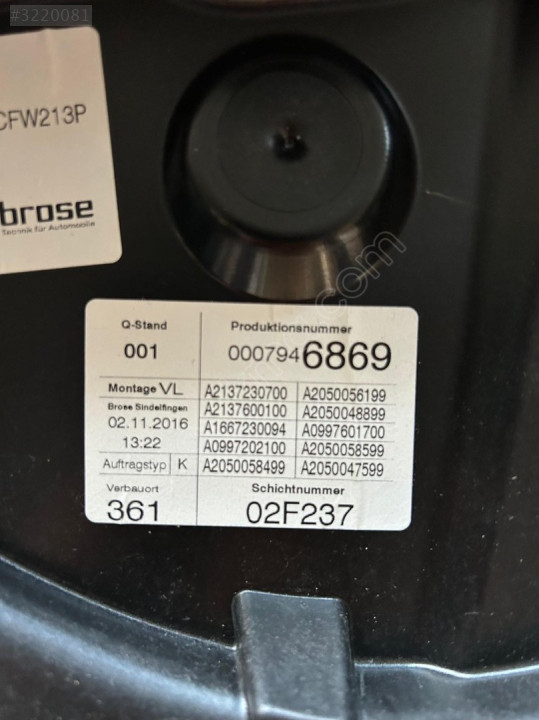 #3220081
CFW213P
brose
Technik für Automobile
Q-Stand
001
Produktionsnummer
0007946869
Montage VL
Brose Sindelfingen
02.11.2016
13:22
Auftragstyp K
A2137230700 A2050056199
A2137600100 A2050048899
A1667230094 A0997601700
A0997202100 A2050058599
A2050058499 A2050047599
Verbauort
361
Schichtnummer
02F237